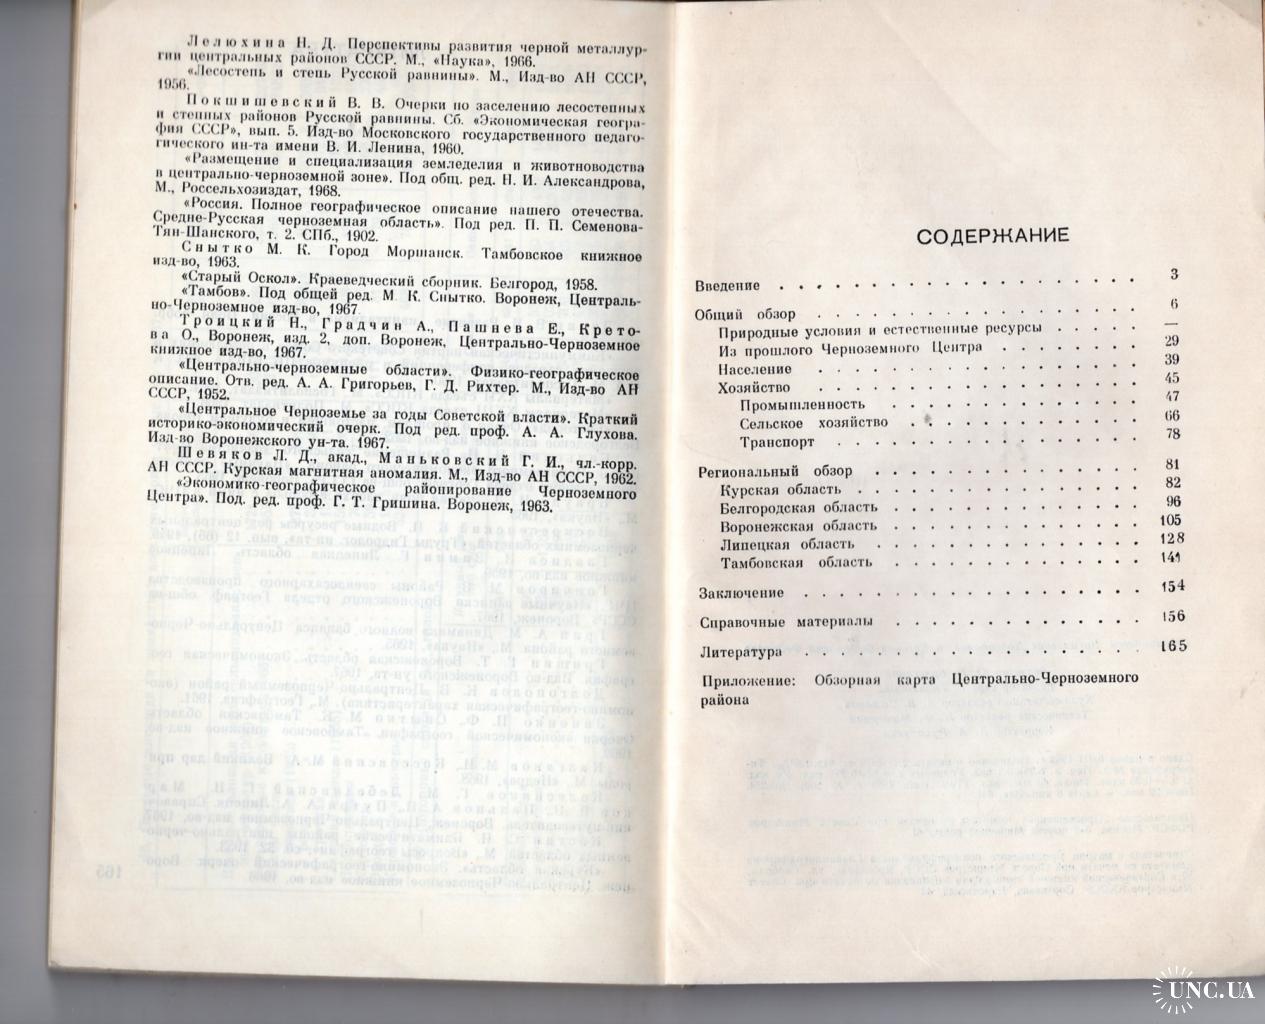 Лелюхина Н. Д. Перспективы развития черной металлур-
гии центральных районов СССР. М., «Наука», 1966.
«Лесостепь и степь Русской равнины». М., Изд-во АН СССР,
1956.
Покшишевский В. В. Очерки по заселению лесостепных
и степных районов Русской равнины. Сб. «Экономическая геогра-
фия СССР», вып. 5. Изд-во Московского государственного педаго-
гического ин-та имени В. И. Ленина, 1960.
«Размещение и специализация земледелия и животноводства
в центрально-черноземной зоне». Под общ. ред. Н. И. Александрова,
М., Россельхозиздат, 1968.
«Россия. Полное географическое описание нашего отечества.
Средне-Русская черноземная область». Под ред. П. П. Семенова-
Тян-Шанского, т. 2. СПб., 1902.
Снытко М. К. Город Моршанск. Тамбовское книжное
изд-во, 1963.
«Старый Оскол». Краеведческий сборник. Белгород, 1958.
«Тамбов». Под общей ред. М. К. Снытко. Воронеж, Централь-
но-Черноземное изд-во, 1967.
Троицкий Н., Градчин А., Пашнева Е., Крето-
ва О., Воронеж, изд. 2, доп. Воронеж, Центрально-Черноземное
книжное изд-во, 1967.
«Центрально-черноземные области». Физико-географическое
описание. Отв. ред. А. А. Григорьев, Г. Д. Рихтер. М., Изд-во АН
СССР, 1952.
«Центральное Черноземье за годы Советской власти». Краткий
историко-экономический очерк. Под ред. проф. А. А. Глухова.
Изд-во Воронежского ун-та. 1967.
Шевяков Л. Д., акад., Маньковский Г. И., чл.-корр.
АН СССР. Курская магнитная аномалия. М., Изд-во АН СССР, 1962.
«Экономико-географическое районирование Черноземного
Центра». Под. ред. проф. Г. Т. Гришина. Воронеж, 1963.
СОДЕРЖАНИЕ
Введение . . . . . . . . . . . . . . . . . . . 3
Общий обзор . . . . . . . . . . . . . . . . . 6
Природные условия и естественные ресурсы . . . . . —
Из прошлого Черноземного Центра . . . . . . . . 29
Население . . . . . . . . . . . . . . . . . 39
Хозяйство . . . . . . . . . . . . . . . . . 45
Промышленность . . . . . . . . . . . . . 47
Сельское хозяйство . . . . . . . . . . . . 66
Транспорт . . . . . . . . . . . . . . . . 78
Региональный обзор . . . . . . . . . . . . . . 81
Курская область . . . . . . . . . . . . . . . 82
Белгородская область . . . . . . . . . . . . . 96
Воронежская область . . . . . . . . . . . . . 105
Липецкая область . . . . . . . . . . . . . . 128
Тамбовская область . . . . . . . . . . . . . 141
Заключение . . . . . . . . . . . . . . . . . 154
Справочные материалы . . . . . . . . . . . . . 156
Литература . . . . . . . . . . . . . . . . . . 165
Приложение: Обзорная карта Центрально-Черноземного
района
UNC.UA